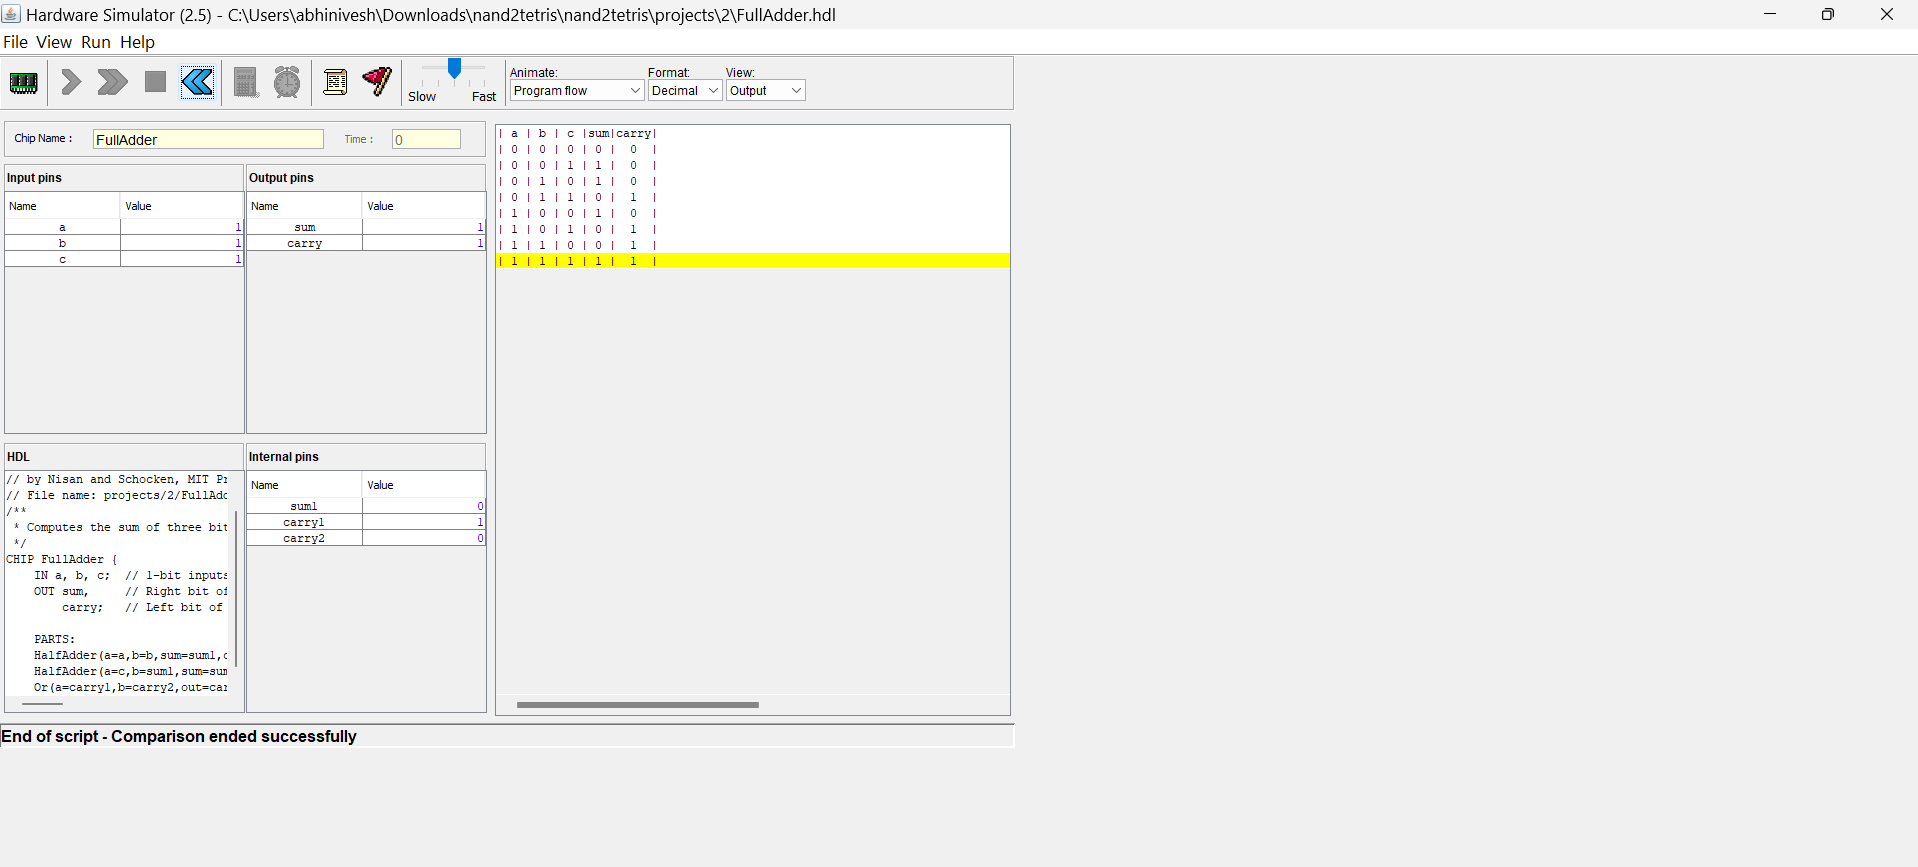 Hardware Simulator (2.5) - C:\Users\abhinivesh\Downloads\nand2tetris\nand2tetris\projects\2\FullAdder.hdl
File View Run Help
Slow Fast
Animate: Format: View:
Program flow Decimal Output
Chip Name : FullAdder Time : 0
Input pins
Name Value
a 1
b 1
c 1
Output pins
Name Value
sum 1
carry 1
HDL
// by Nisan and Schocken, MIT Pr
// File name: projects/2/FullAdd
/**
* Computes the sum of three bit
*/
CHIP FullAdder {
IN a, b, c; // 1-bit inputs
OUT sum, // Right bit of
carry; // Left bit of
PARTS:
HalfAdder(a=a,b=b,sum=sum1,c
HalfAdder(a=c,b=sum1,sum=sum
Or(a=carry1,b=carry2,out=car
Internal pins
Name Value
sum1 0
carry1 1
carry2 0
| a | b | c |sum|carry|
| 0 | 0 | 0 | 0 | 0 |
| 0 | 0 | 1 | 1 | 0 |
| 0 | 1 | 0 | 1 | 0 |
| 0 | 1 | 1 | 0 | 1 |
| 1 | 0 | 0 | 1 | 0 |
| 1 | 0 | 1 | 0 | 1 |
| 1 | 1 | 0 | 0 | 1 |
| 1 | 1 | 1 | 1 | 1 |
End of script - Comparison ended successfully